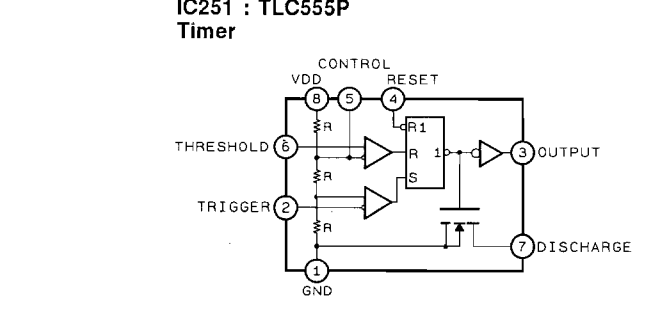 IC251 : TLC555P
Timer
CONTROL
VDD
RESET
8
5
4
R
R1
THRESHOLD
6
R
1
3
OUTPUT
R
S
TRIGGER
2
R
7
DISCHARGE
1
GND